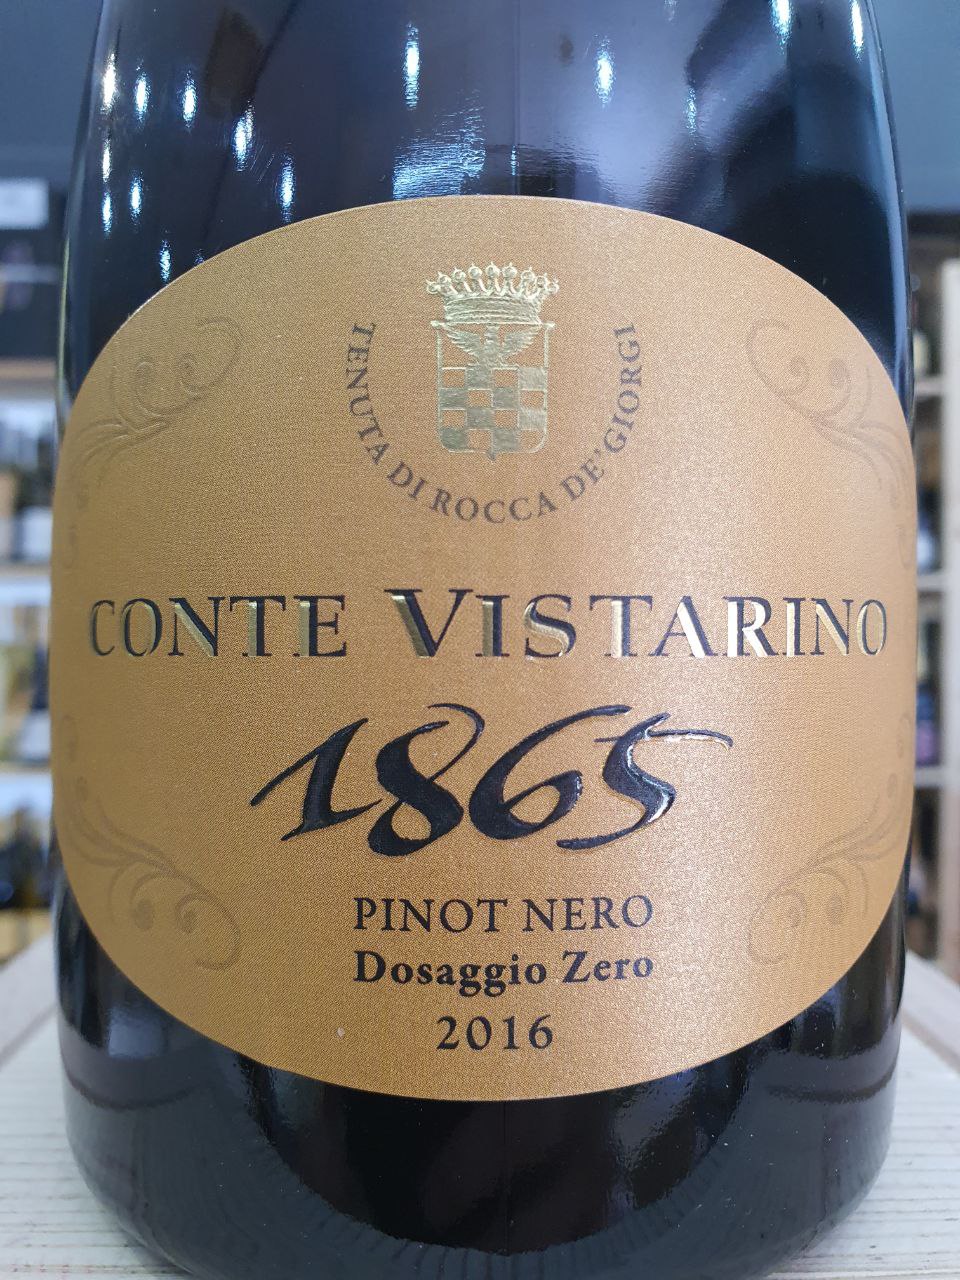 TENUTA DI ROCCA DE' GIORGI
CONTE VISTARINO
1865
PINOT NERO
Dosaggio Zero
2016